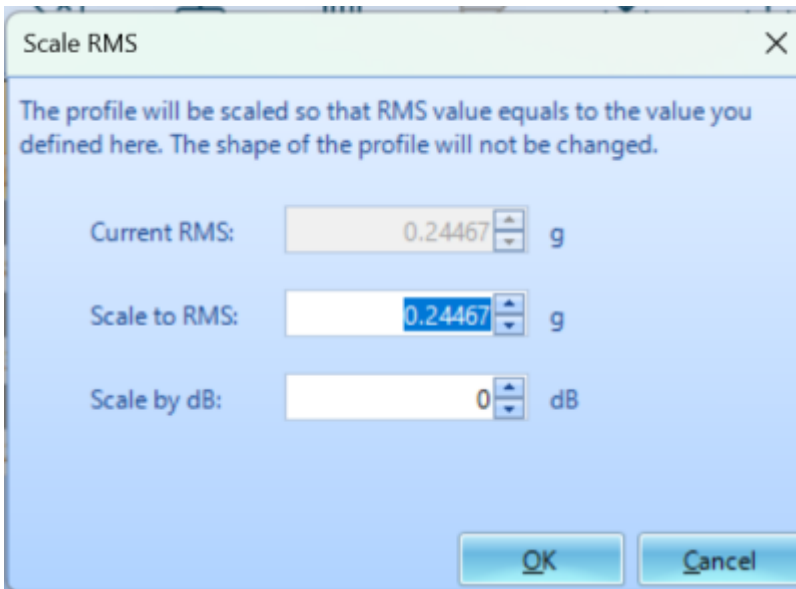 Scale RMS
The profile will be scaled so that RMS value equals to the value you
defined here. The shape of the profile will not be changed.
Current RMS: 0.24467 g
Scale to RMS: 0.24467 g
Scale by dB: 0 dB
OK Cancel